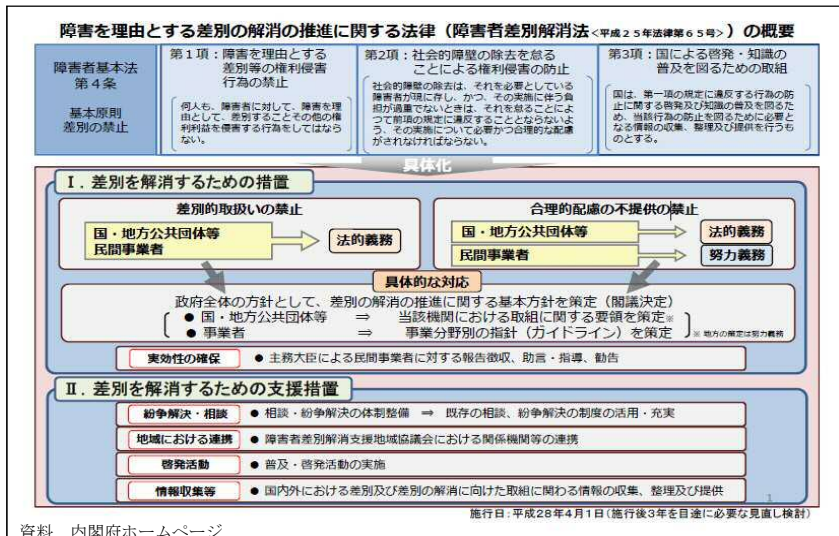 障害を理由とする差別の解消の推進に関する法律（障害者差別解消法<平成２５年法律第６５号>）の概要
障害者基本法
第４条
基本原則
差別の禁止
第１項：障害を理由とする
差別等の権利侵害
行為の禁止
何人も、障害者に対して、障害を理
由として、差別することその他の権
利利益を侵害する行為をしてはなら
ない。
第２項：社会的障壁の除去を怠る
ことによる権利侵害の防止
社会的障壁の除去は、それを必要としている
障害者が現に存し、かつ、その実施に伴う負
担が過重でないときは、それを怠ることによ
つて前項の規定に違反することとならないよ
う、その実施について必要かつ合理的な配慮
がされなければならない。
第３項：国による啓発・知識の
普及を図るための取組
国は、第一項の規定に違反する行為の防
止に関する啓発及び知識の普及を図るた
め、当該行為の防止を図るために必要と
なる情報の収集、整理及び提供を行うも
のとする。
具体化
Ⅰ．差別を解消するための措置
差別的取扱いの禁止
国・地方公共団体等
民間事業者
法的義務
合理的配慮の不提供の禁止
国・地方公共団体等
法的義務
民間事業者
努力義務
具体的な対応
政府全体の方針として、差別の解消の推進に関する基本方針を策定（閣議決定）
● 国・地方公共団体等 ⇒ 当該機関における取組に関する要領を策定※
● 事業者 ⇒ 事業分野別の指針（ガイドライン）を策定
※ 地方の策定は努力義務
実効性の確保 ● 主務大臣による民間事業者に対する報告徴収、助言・指導、勧告
Ⅱ．差別を解消するための支援措置
紛争解決・相談 ● 相談・紛争解決の体制整備 ⇒ 既存の相談、紛争解決の制度の活用・充実
地域における連携 ● 障害者差別解消支援地域協議会における関係機関等の連携
啓発活動 ● 普及・啓発活動の実施
情報収集等 ● 国内外における差別及び差別の解消に向けた取組に関わる情報の収集、整理及び提供
1
施行日：平成28年4月1日（施行後3年を目途に必要な見直し検討）
資料 内閣府ホームページ